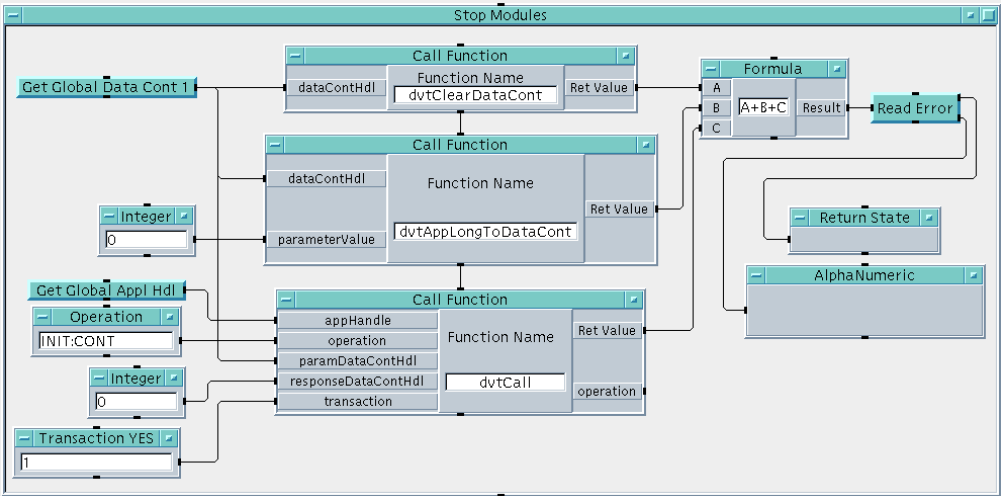 Stop Modules
Get Global Data Cont 1
Call Function
dataContHdl
Function Name
dvtClearDataCont
Ret Value
Formula
A
B
C
A+B+C
Result
Read Error
Call Function
dataContHdl
parameterValue
Function Name
dvtAppLongToDataCont
Ret Value
Integer
0
Return State
AlphaNumeric
Get Global Appl Hdl
Operation
INIT:CONT
Integer
0
Transaction YES
1
Call Function
appHandle
operation
paramDataContHdl
responseDataContHdl
transaction
Function Name
dvtCall
Ret Value
operation